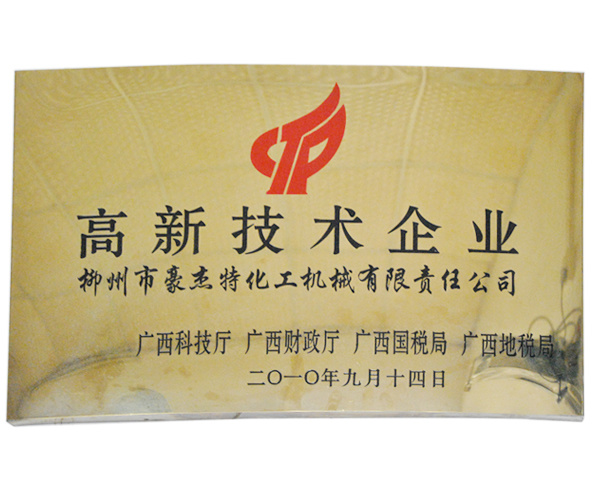 高新技术企业
柳州市豪杰特化工机械有限责任公司
广西科技厅 广西财政厅 广西国税局 广西地税局
二〇一〇年九月十四日